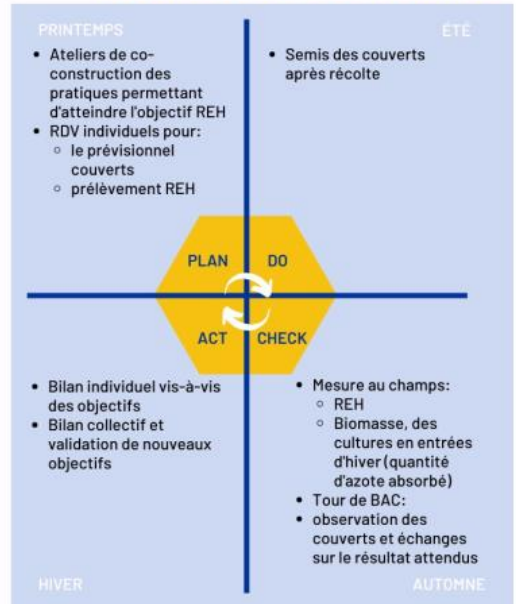 PRINTEMPS
• Ateliers de co-
construction des
pratiques permettant
d'atteindre l'objectif REH
• RDV individuels pour:
○ le prévisionnel
couverts
○ prélèvement REH
ÉTÉ
• Semis des couverts
après récolte
PLAN
DO
ACT
CHECK
• Bilan individuel vis-à-vis
des objectifs
• Bilan collectif et
validation de nouveaux
objectifs
HIVER
• Mesure au champs:
○ REH
○ Biomasse, des
cultures en entrées
d'hiver (quantité
d'azote absorbé)
• Tour de BAC:
• observation des
couverts et échanges
sur le résultat attendus
AUTOMNE